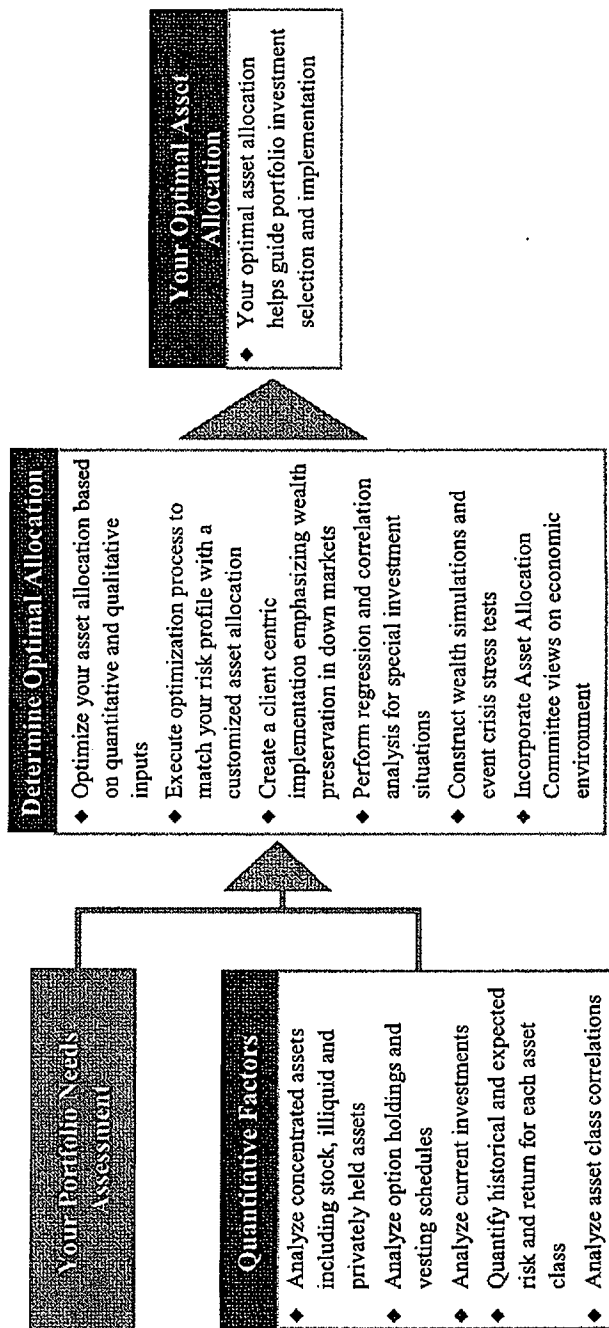 Your Portfolio Needs
Assessment
Quantitative Factors
◆ Analyze concentrated assets
including stock, illiquid and
privately held assets
◆ Analyze option holdings and
vesting schedules
◆ Analyze current investments
◆ Quantify historical and expected
risk and return for each asset
class
◆ Analyze asset class correlations
Determine Optimal Allocation
◆ Optimize your asset allocation based
on quantitative and qualitative
inputs
◆ Execute optimization process to
match your risk profile with a
customized asset allocation
◆ Create a client centric
implementation emphasizing wealth
preservation in down markets
◆ Perform regression and correlation
analysis for special investment
situations
◆ Construct wealth simulations and
event crisis stress tests
◆ Incorporate Asset Allocation
Committee views on economic
environment
Your Optimal Asset
Allocation
◆ Your optimal asset allocation
helps guide portfolio investment
selection and implementation